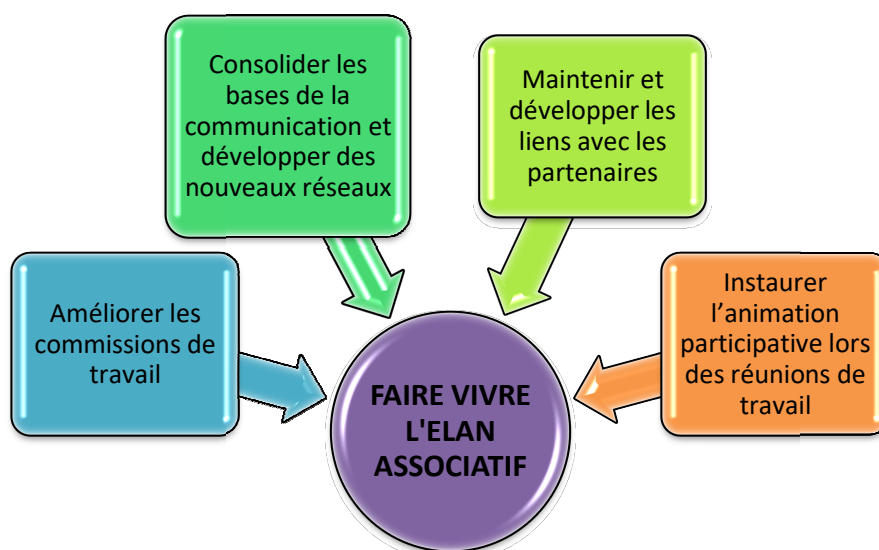 Consolider les
bases de la
communication et
développer des
nouveaux réseaux
Maintenir et
développer les
liens avec les
partenaires
Améliorer les
commissions de
travail
Instaurer
l’animation
participative lors
des réunions de
travail
FAIRE VIVRE
L'ELAN
ASSOCIATIF